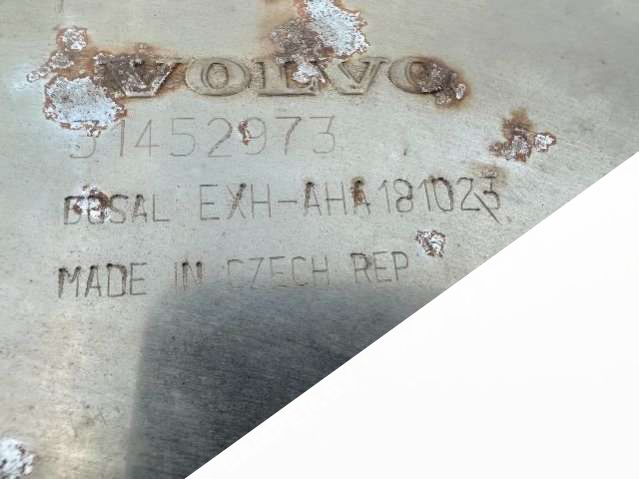 VOLVO
31452973
BOSAL EXH-AHA181023
MADE IN CZECH REP